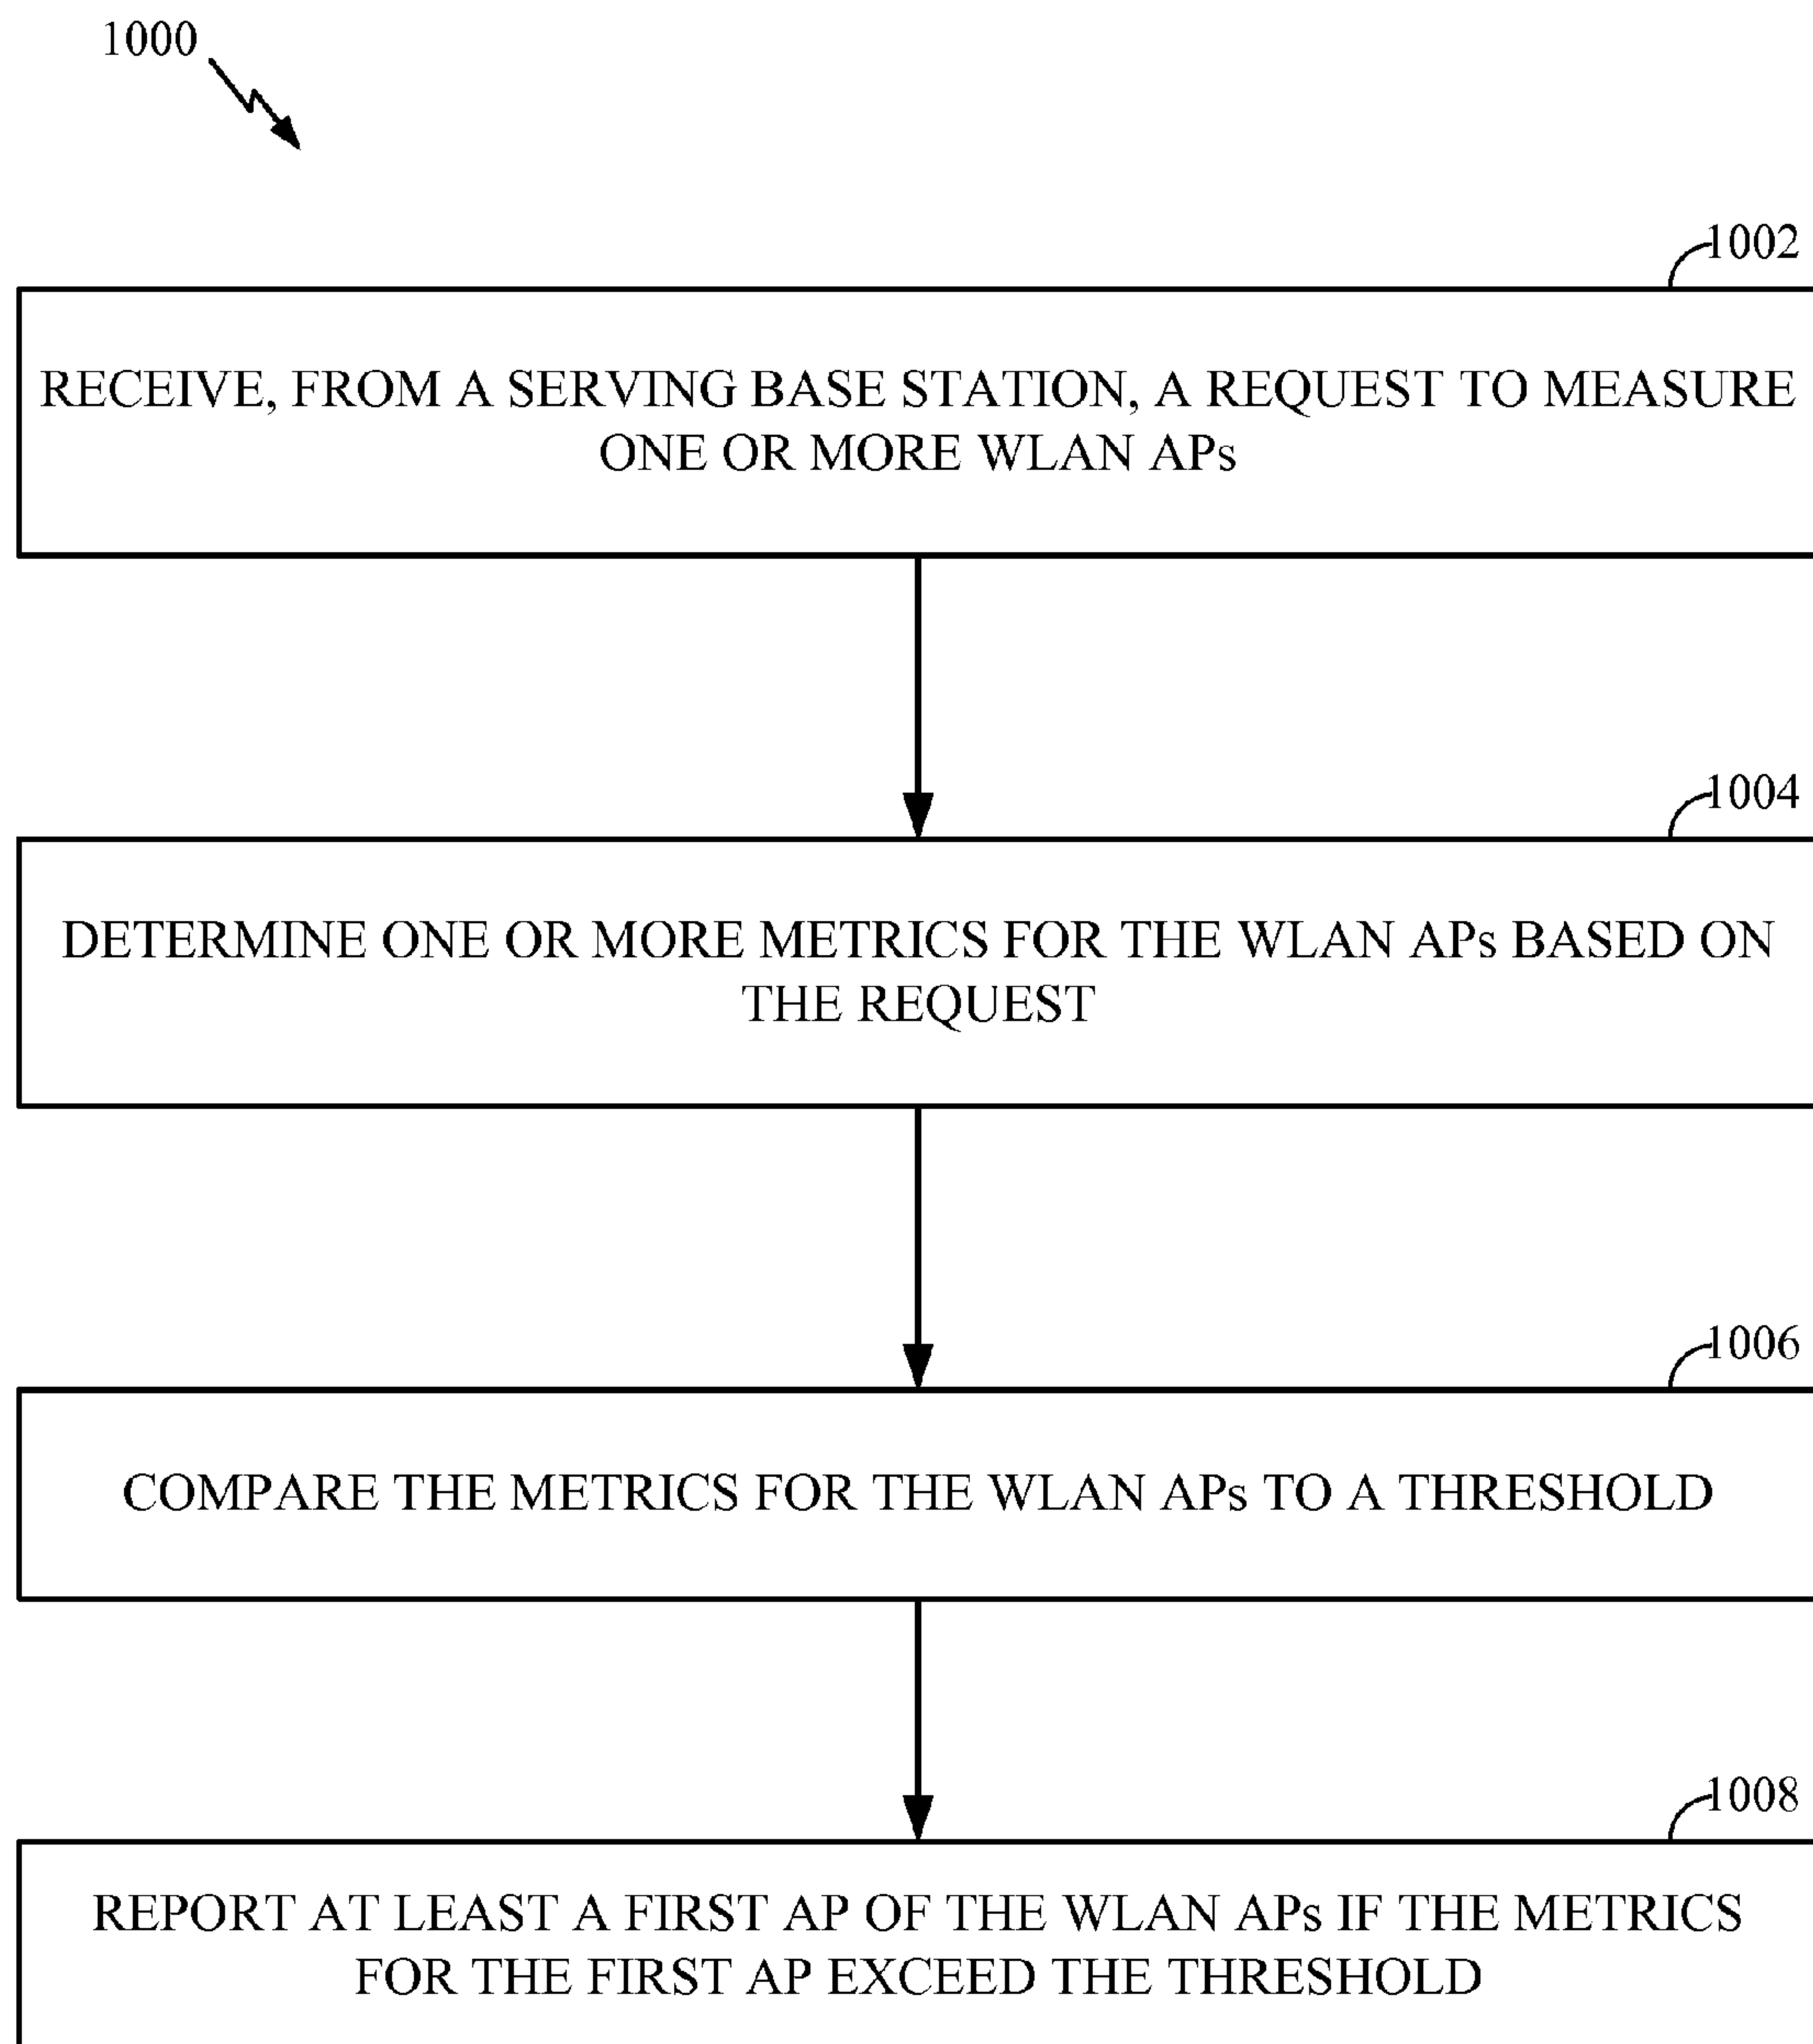 1000
1002
RECEIVE, FROM A SERVING BASE STATION, A REQUEST TO MEASURE
ONE OR MORE WLAN APs
1004
DETERMINE ONE OR MORE METRICS FOR THE WLAN APs BASED ON
THE REQUEST
1006
COMPARE THE METRICS FOR THE WLAN APs TO A THRESHOLD
1008
REPORT AT LEAST A FIRST AP OF THE WLAN APs IF THE METRICS
FOR THE FIRST AP EXCEED THE THRESHOLD